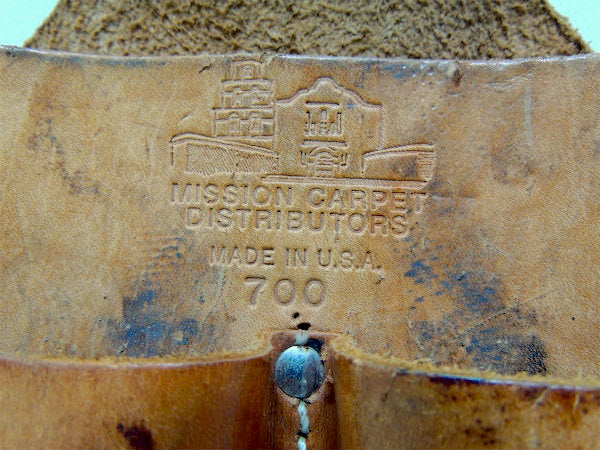 MISSION CARPET
DISTRIBUTORS
MADE IN U.S.A.
700